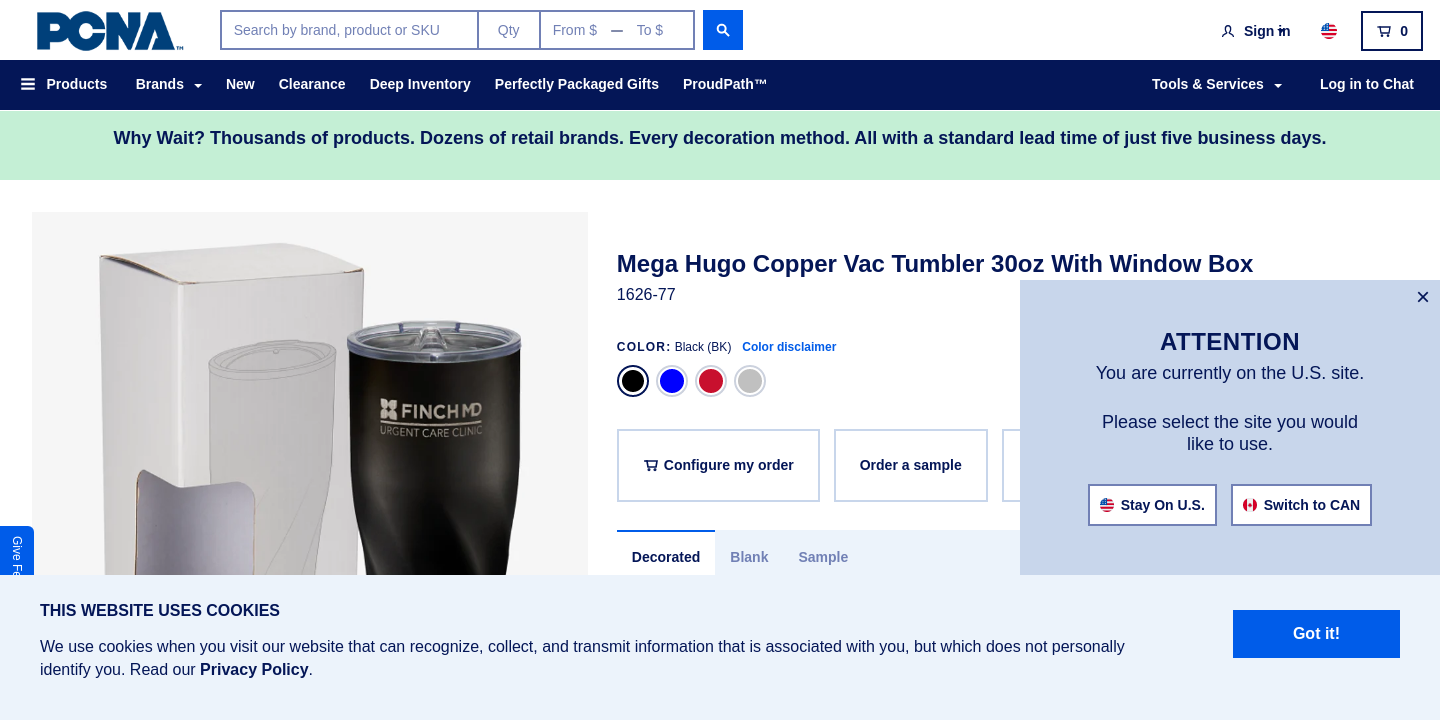 PCNA™
Search by brand, product or SKU
Qty
From $ — To $
Sign in
0
Products
Brands
New
Clearance
Deep Inventory
Perfectly Packaged Gifts
ProudPath™
Tools & Services
Log in to Chat
Why Wait? Thousands of products. Dozens of retail brands. Every decoration method. All with a standard lead time of just five business days.
FINCH MD
URGENT CARE CLINIC
Mega Hugo Copper Vac Tumbler 30oz With Window Box
1626-77
COLOR: Black (BK) Color disclaimer
Configure my order
Order a sample
Decorated
Blank
Sample
×
ATTENTION
You are currently on the U.S. site.
Please select the site you would
like to use.
Stay On U.S.
Switch to CAN
Give Fe
THIS WEBSITE USES COOKIES
We use cookies when you visit our website that can recognize, collect, and transmit information that is associated with you, but which does not personally
identify you. Read our Privacy Policy.
Got it!